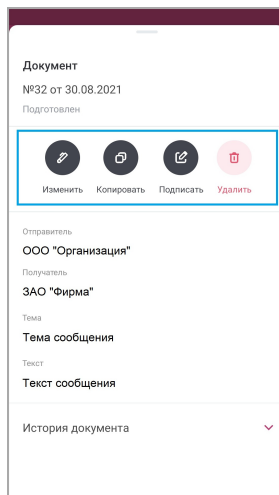 Документ
№32 от 30.08.2021
Подготовлен
Изменить Копировать Подписать Удалить
Отправитель
ООО "Организация"
Получатель
ЗАО "Фирма"
Тема
Тема сообщения
Текст
Текст сообщения
История документа